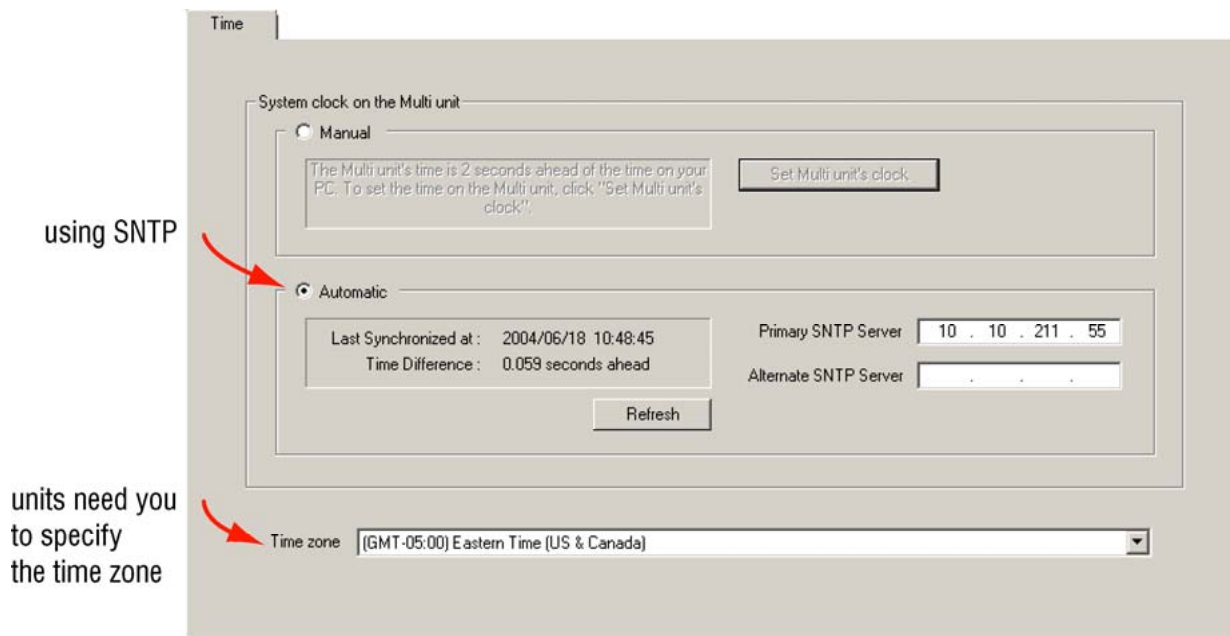 Time
System clock on the Multi unit
Manual
The Multi unit's time is 2 seconds ahead of the time on your
PC. To set the time on the Multi unit, click "Set Multi unit's
clock".
Set Multi unit's clock
using SNTP
Automatic
Last Synchronized at : 2004/06/18 10:48:45
Time Difference : 0.059 seconds ahead
Refresh
Primary SNTP Server 10 . 10 . 211 . 55
Alternate SNTP Server . . .
units need you
to specify
the time zone
Time zone (GMT-05:00) Eastern Time (US & Canada)